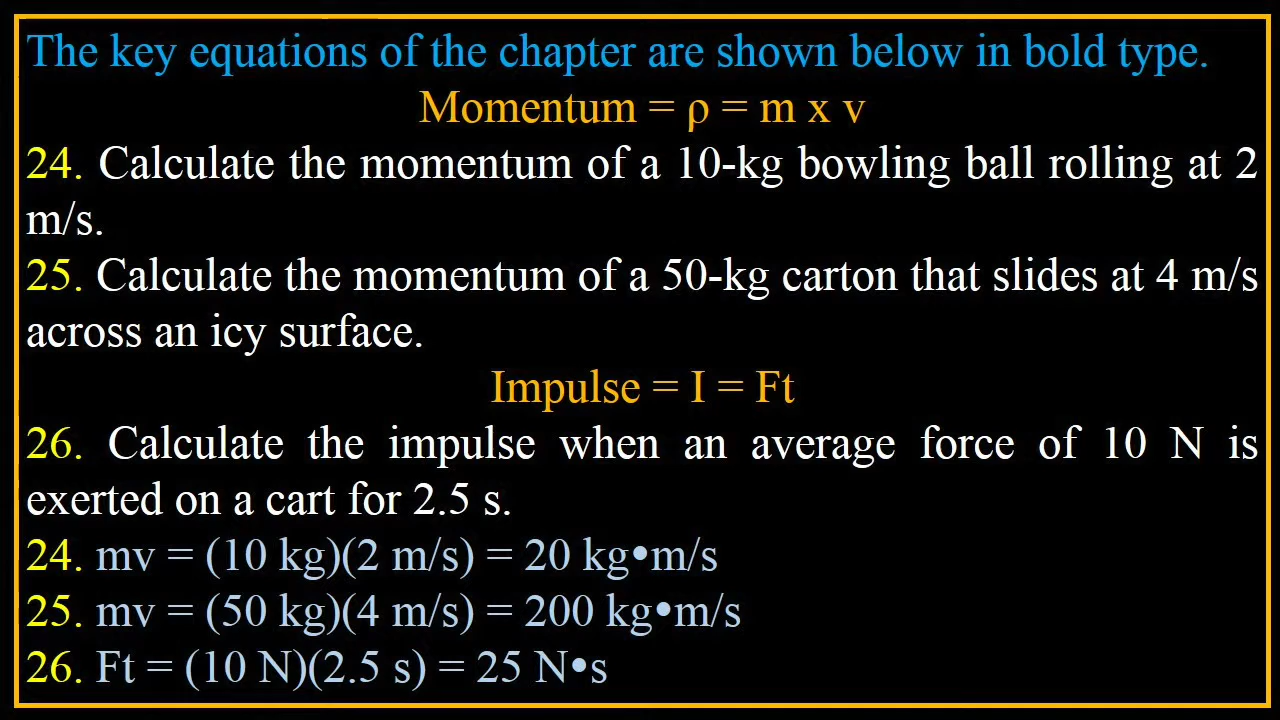 The key equations of the chapter are shown below in bold type.
Momentum = ρ = m x v
24. Calculate the momentum of a 10-kg bowling ball rolling at 2
m/s.
25. Calculate the momentum of a 50-kg carton that slides at 4 m/s
across an icy surface.
Impulse = I = Ft
26. Calculate the impulse when an average force of 10 N is
exerted on a cart for 2.5 s.
24. mv = (10 kg)(2 m/s) = 20 kg•m/s
25. mv = (50 kg)(4 m/s) = 200 kg•m/s
26. Ft = (10 N)(2.5 s) = 25 N•s